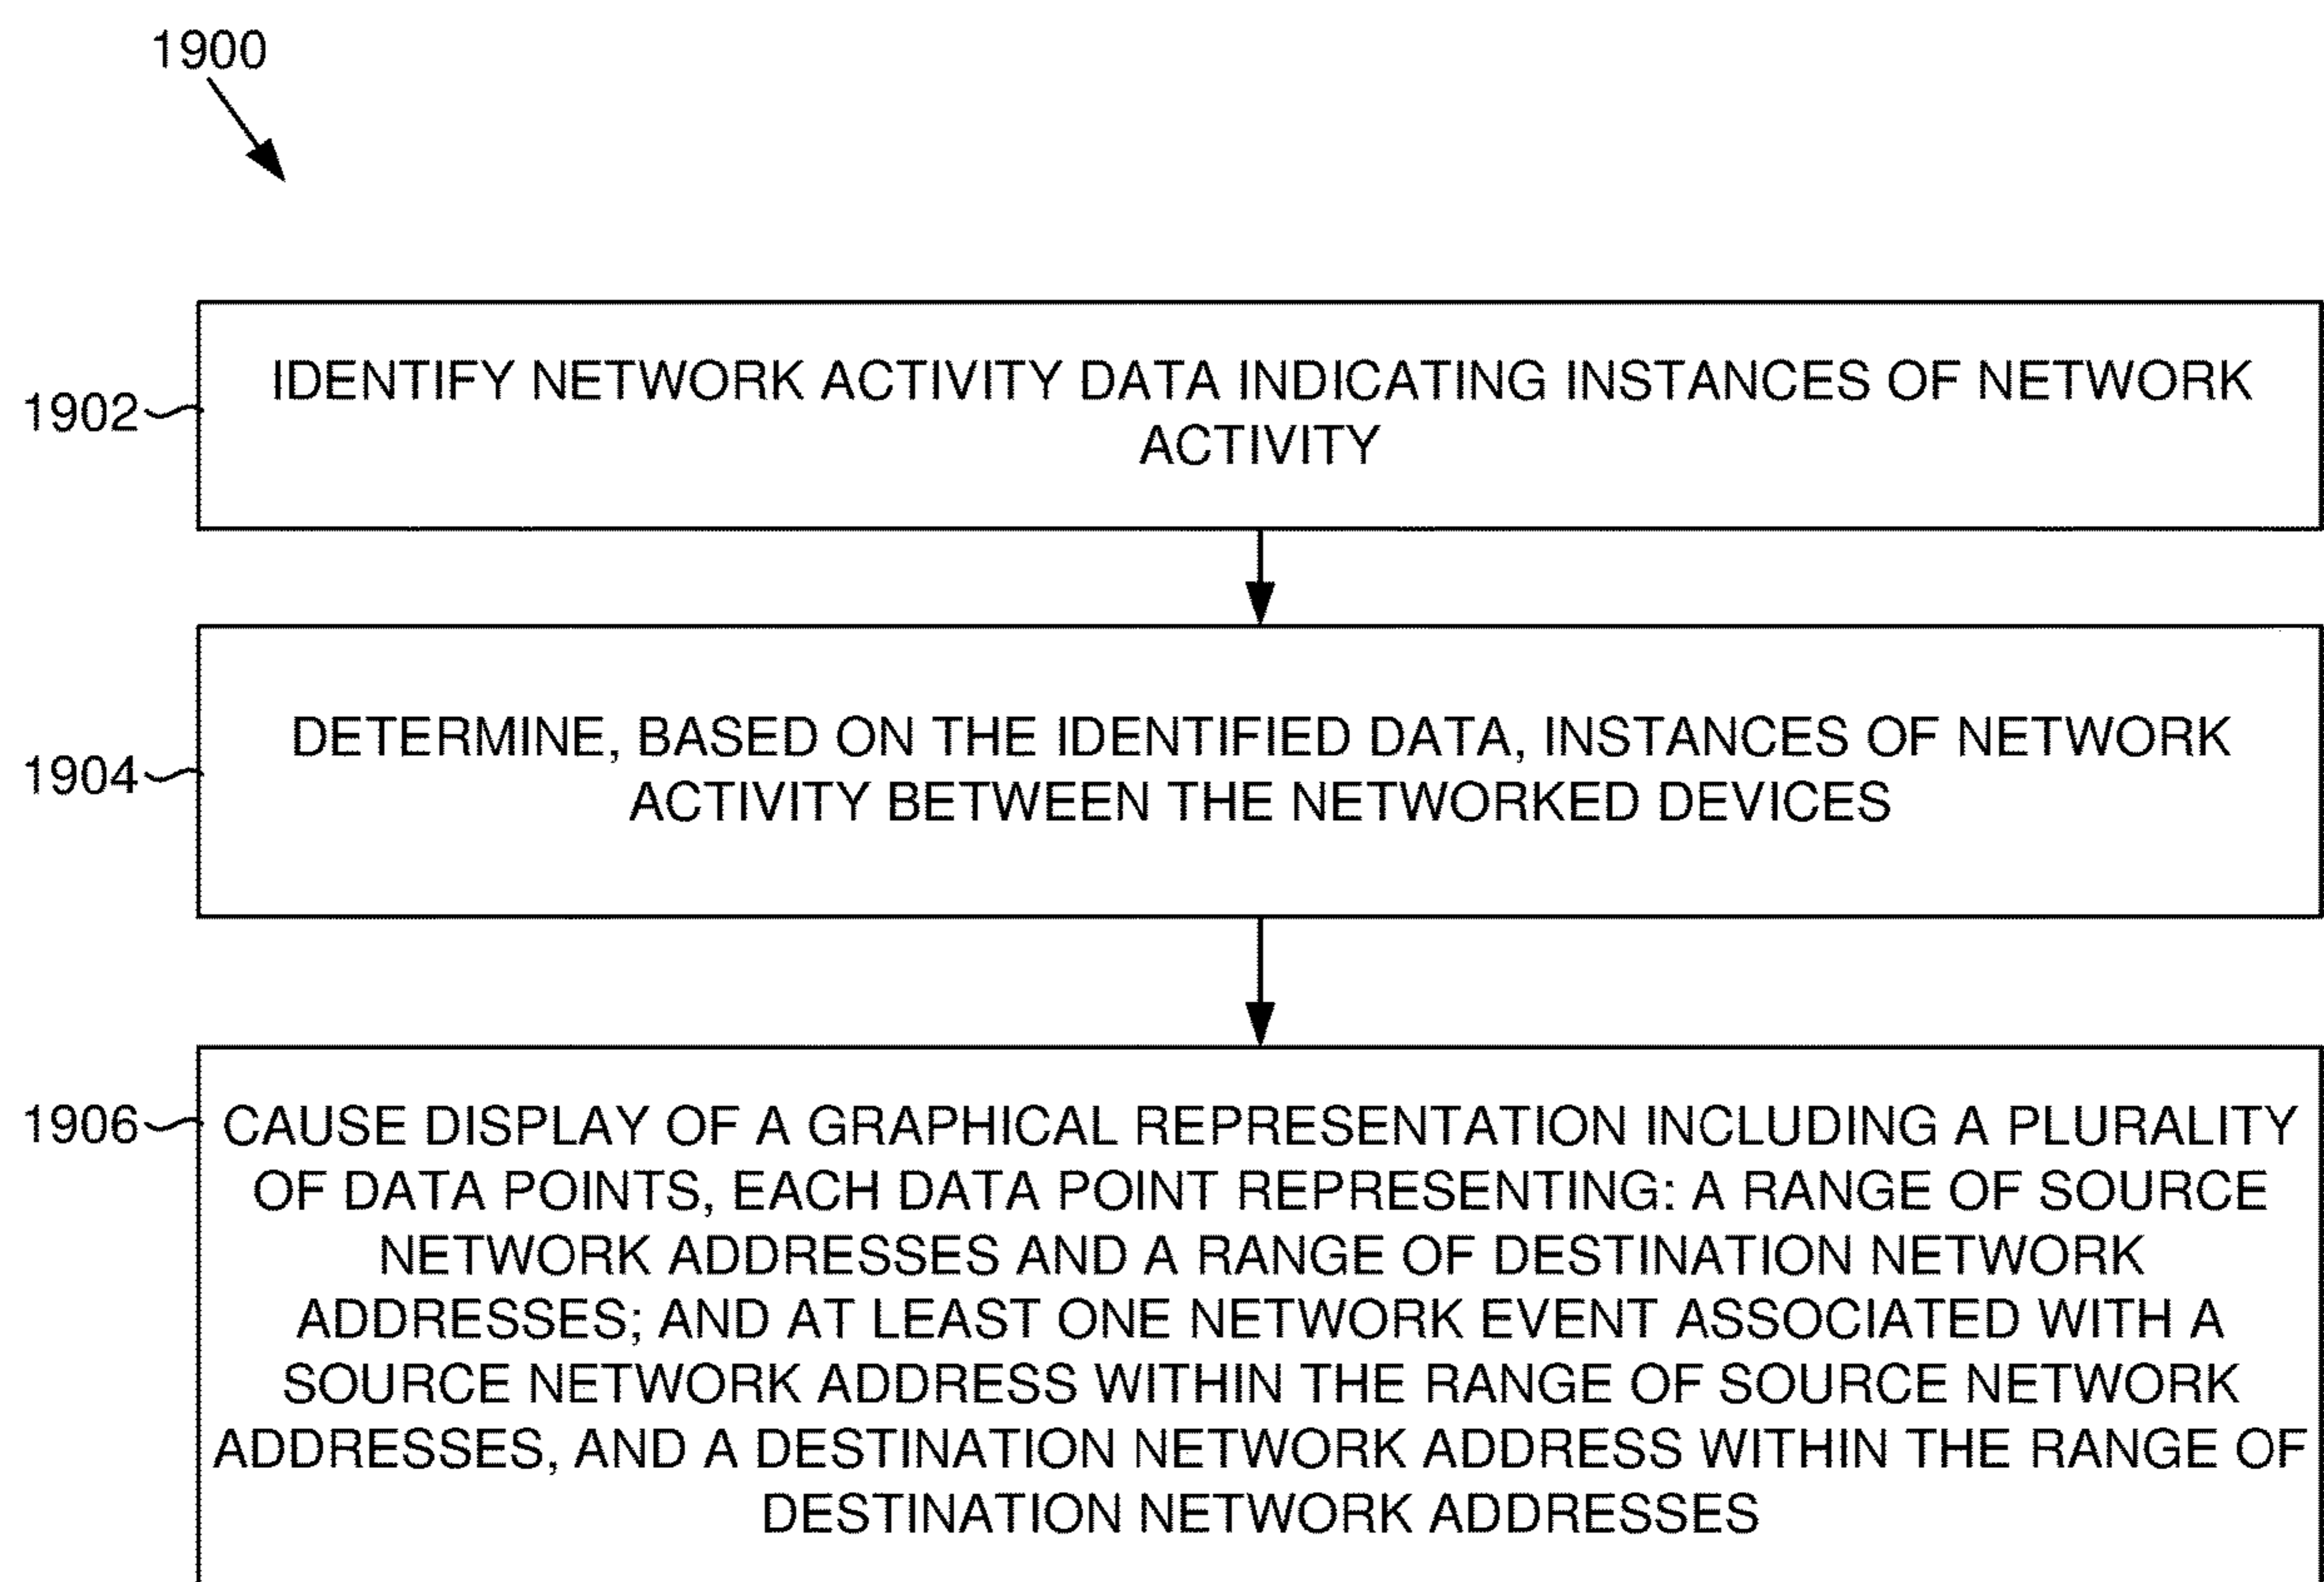 1900
1902
IDENTIFY NETWORK ACTIVITY DATA INDICATING INSTANCES OF NETWORK
ACTIVITY
1904
DETERMINE, BASED ON THE IDENTIFIED DATA, INSTANCES OF NETWORK
ACTIVITY BETWEEN THE NETWORKED DEVICES
1906
CAUSE DISPLAY OF A GRAPHICAL REPRESENTATION INCLUDING A PLURALITY
OF DATA POINTS, EACH DATA POINT REPRESENTING: A RANGE OF SOURCE
NETWORK ADDRESSES AND A RANGE OF DESTINATION NETWORK
ADDRESSES; AND AT LEAST ONE NETWORK EVENT ASSOCIATED WITH A
SOURCE NETWORK ADDRESS WITHIN THE RANGE OF SOURCE NETWORK
ADDRESSES, AND A DESTINATION NETWORK ADDRESS WITHIN THE RANGE OF
DESTINATION NETWORK ADDRESSES